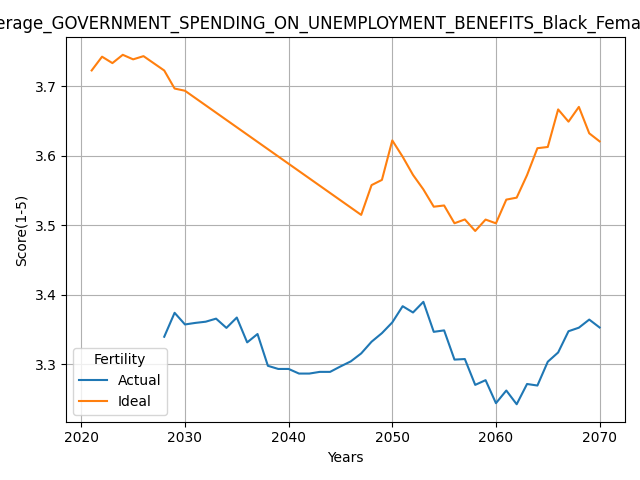 erage_GOVERNMENT_SPENDING_ON_UNEMPLOYMENT_BENEFITS_Black_Fema
3.7
3.6
3.5
3.4
3.3
Score(1-5)
Fertility
Actual
Ideal
2020 2030 2040 2050 2060 2070
Years